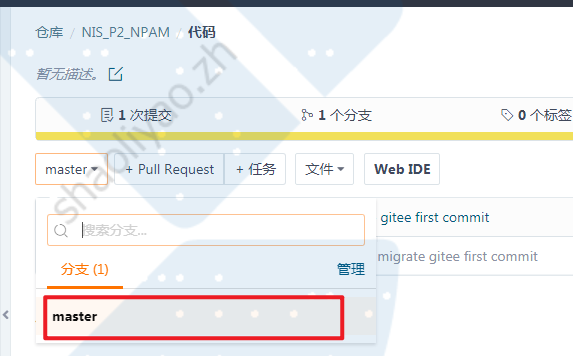 仓库 / NIS_P2_NPAM / 代码
暂无描述。
1 次提交
1 个分支
0 个标签
master
+ Pull Request
+ 任务
文件
Web IDE
搜索分支...
gitee first commit
分支 (1)
管理
migrate gitee first commit
master
shaoliyao.zh